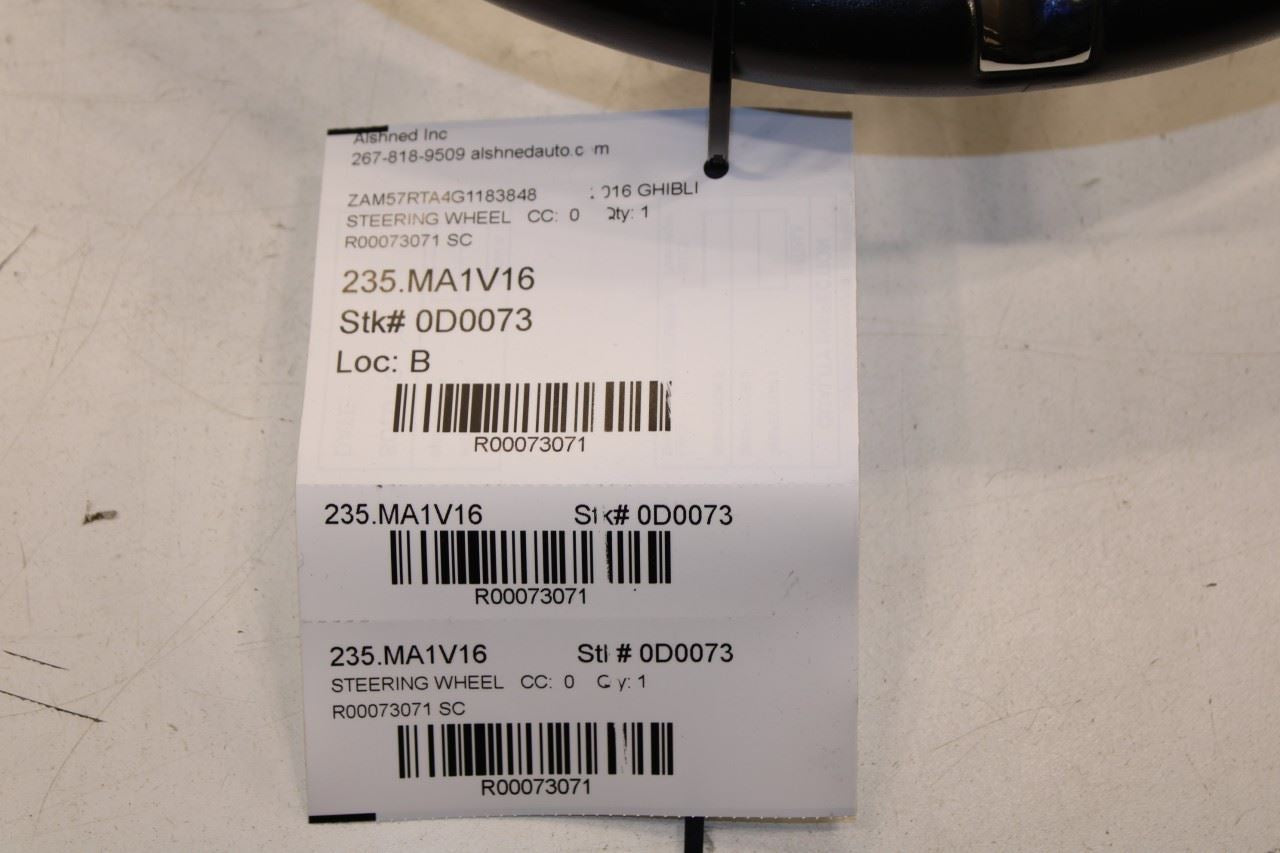 Alshned Inc
267-818-9509 alshnedauto.c m
ZAM57RTA4G1183848 016 GHIBLI
STEERING WHEEL CC: 0 Qty: 1
R00073071 SC
235.MA1V16
Stk# 0D0073
Loc: B
R00073071
235.MA1V16 Stk# 0D0073
R00073071
235.MA1V16 St # 0D0073
STEERING WHEEL CC: 0 Q y: 1
R00073071 SC
R00073071